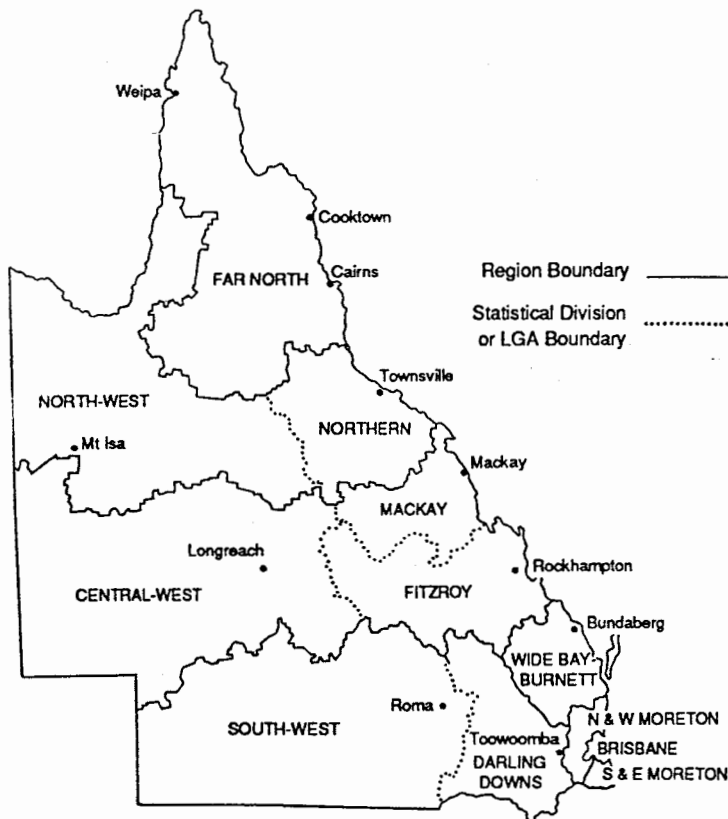 Weipa
Cooktown
FAR NORTH
Cairns
Region Boundary
Statistical Division
or LGA Boundary
Townsville
NORTH-WEST
NORTHERN
Mt Isa
Mackay
MACKAY
Longreach
Rockhampton
CENTRAL-WEST
FITZROY
Bundaberg
WIDE BAY-
BURNETT
Roma
N & W MORETON
SOUTH-WEST
Toowoomba
BRISBANE
DARLING
DOWNS
S & E MORETON